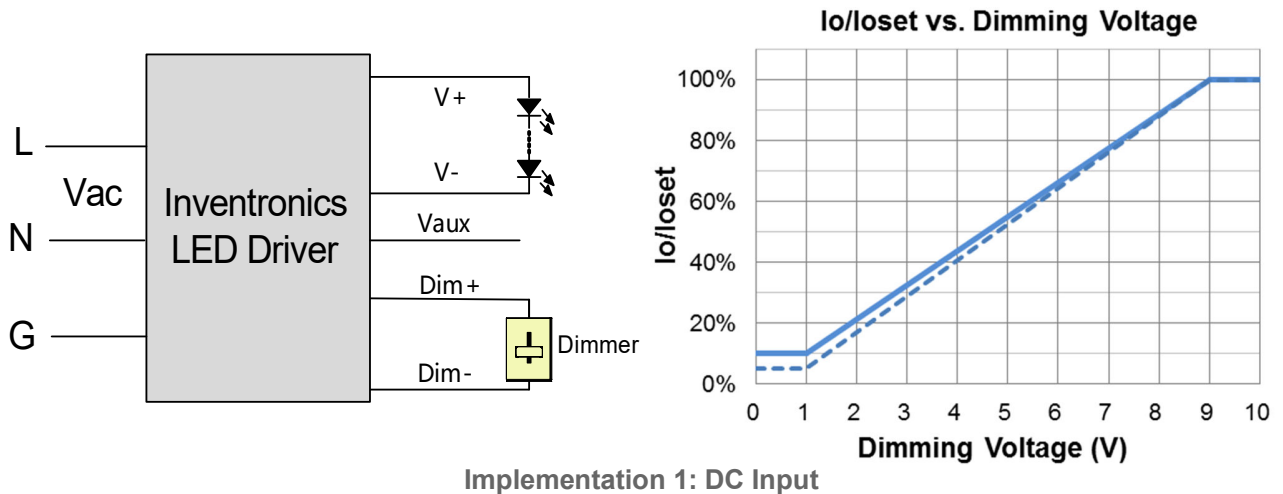 L
Vac
N
G
Inventronics
LED Driver
V+
V-
Vaux
Dim+
Dim-
Dimmer
Io/Ioset vs. Dimming Voltage
Io/Ioset
100%
80%
60%
40%
20%
0%
0 1 2 3 4 5 6 7 8 9 10
Dimming Voltage (V)
Implementation 1: DC Input